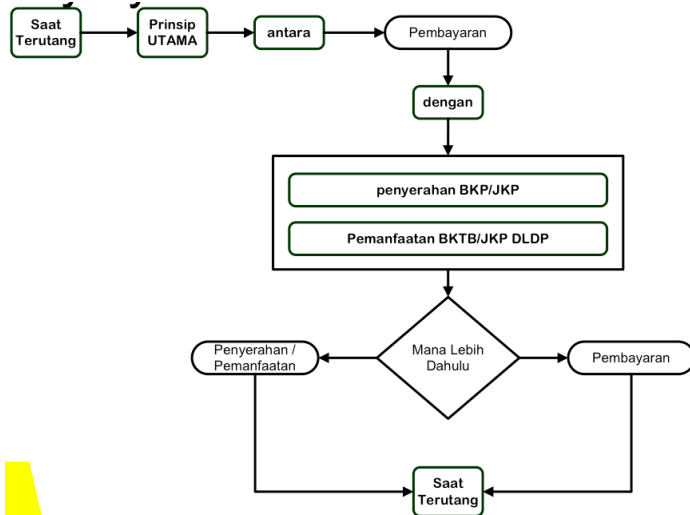 Saat
Terutang
Prinsip
UTAMA
antara
Pembayaran
dengan
penyerahan BKP/JKP
Pemanfaatan BKTB/JKP DLDP
Mana Lebih
Dahulu
Penyerahan /
Pemanfaatan
Pembayaran
Saat
Terutang